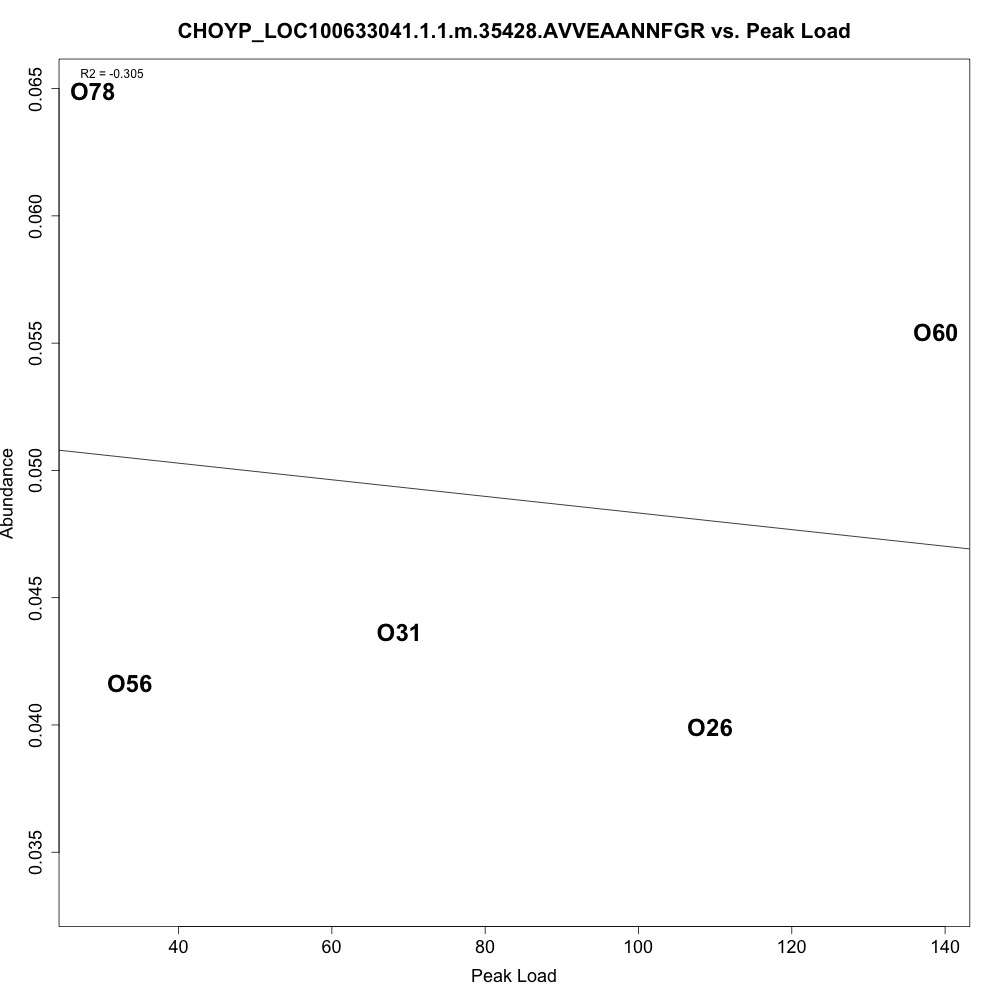 CHOYP_LOC100633041.1.1.m.35428.AVVEAANNFGR vs. Peak Load
R2 = -0.305
O78
O60
O31
O56
O26
0.065
0.060
0.055
0.050
0.045
0.040
0.035
Abundance
40 60 80 100 120 140
Peak Load